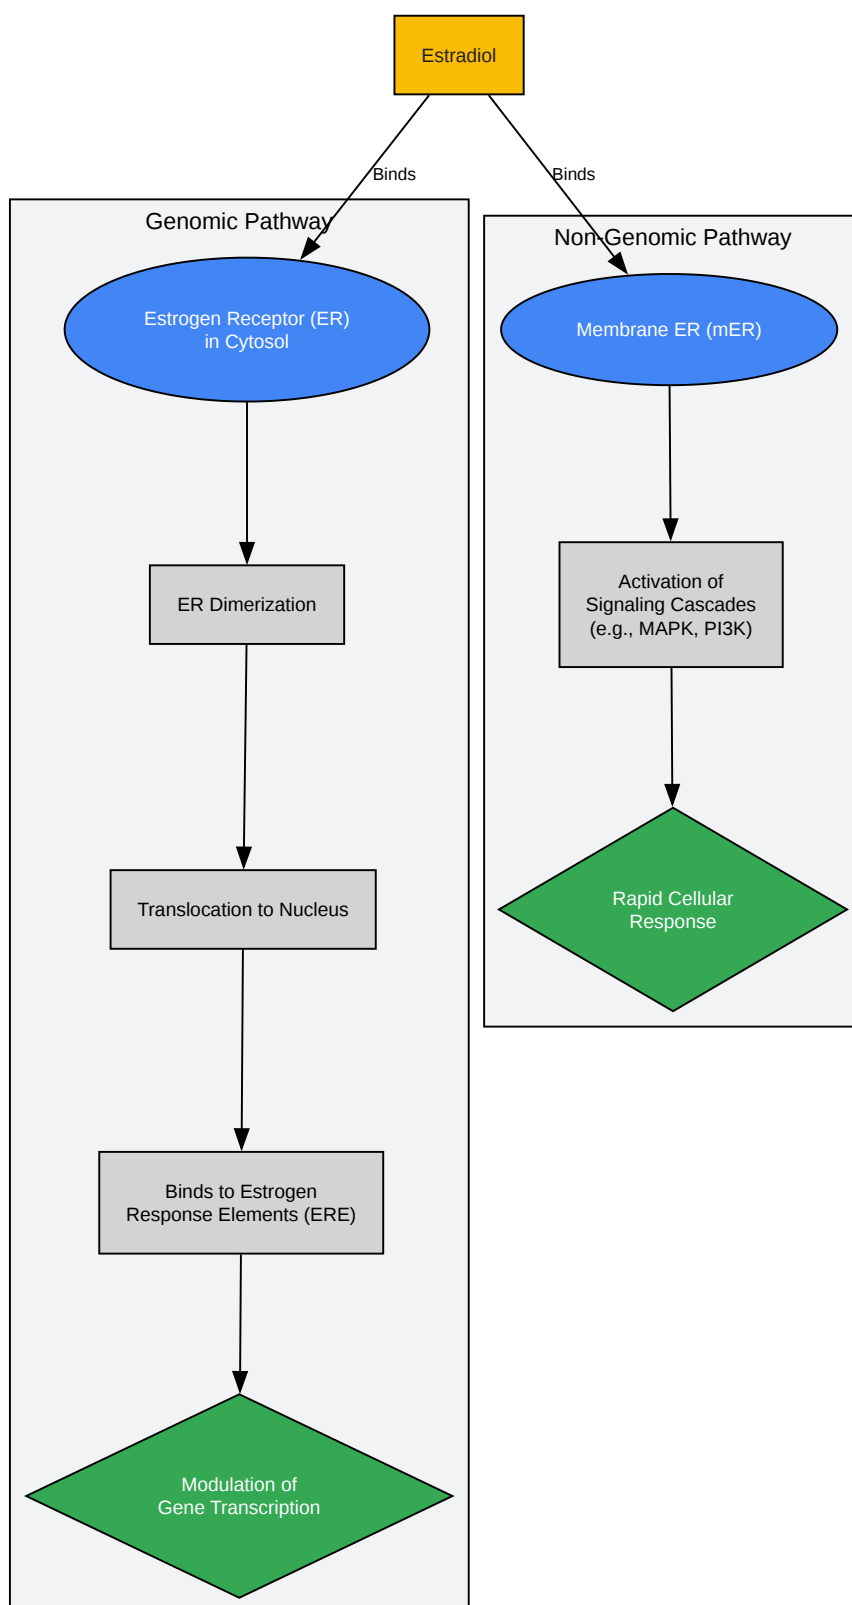 Estradiol
Binds
Binds
Genomic Pathway
Estrogen Receptor (ER)
in Cytosol
ER Dimerization
Translocation to Nucleus
Binds to Estrogen
Response Elements (ERE)
Modulation of
Gene Transcription
Non-Genomic Pathway
Membrane ER (mER)
Activation of
Signaling Cascades
(e.g., MAPK, PI3K)
Rapid Cellular
Response